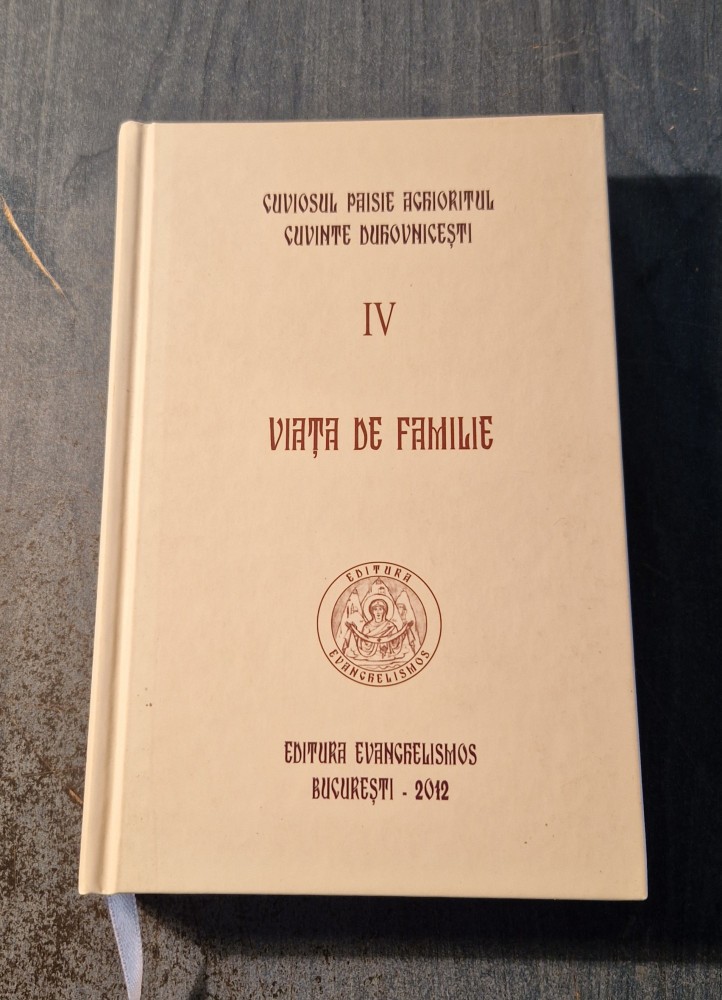 CUVIOSUL PAISIE AGHIORITUL
CUVINTE DUHOVNICEȘTI
IV
VIAȚA DE FAMILIE
EDITURA
EVANGHELISMOS
EDITURA EVANGHELISMOS
BUCUREȘTI - 2012